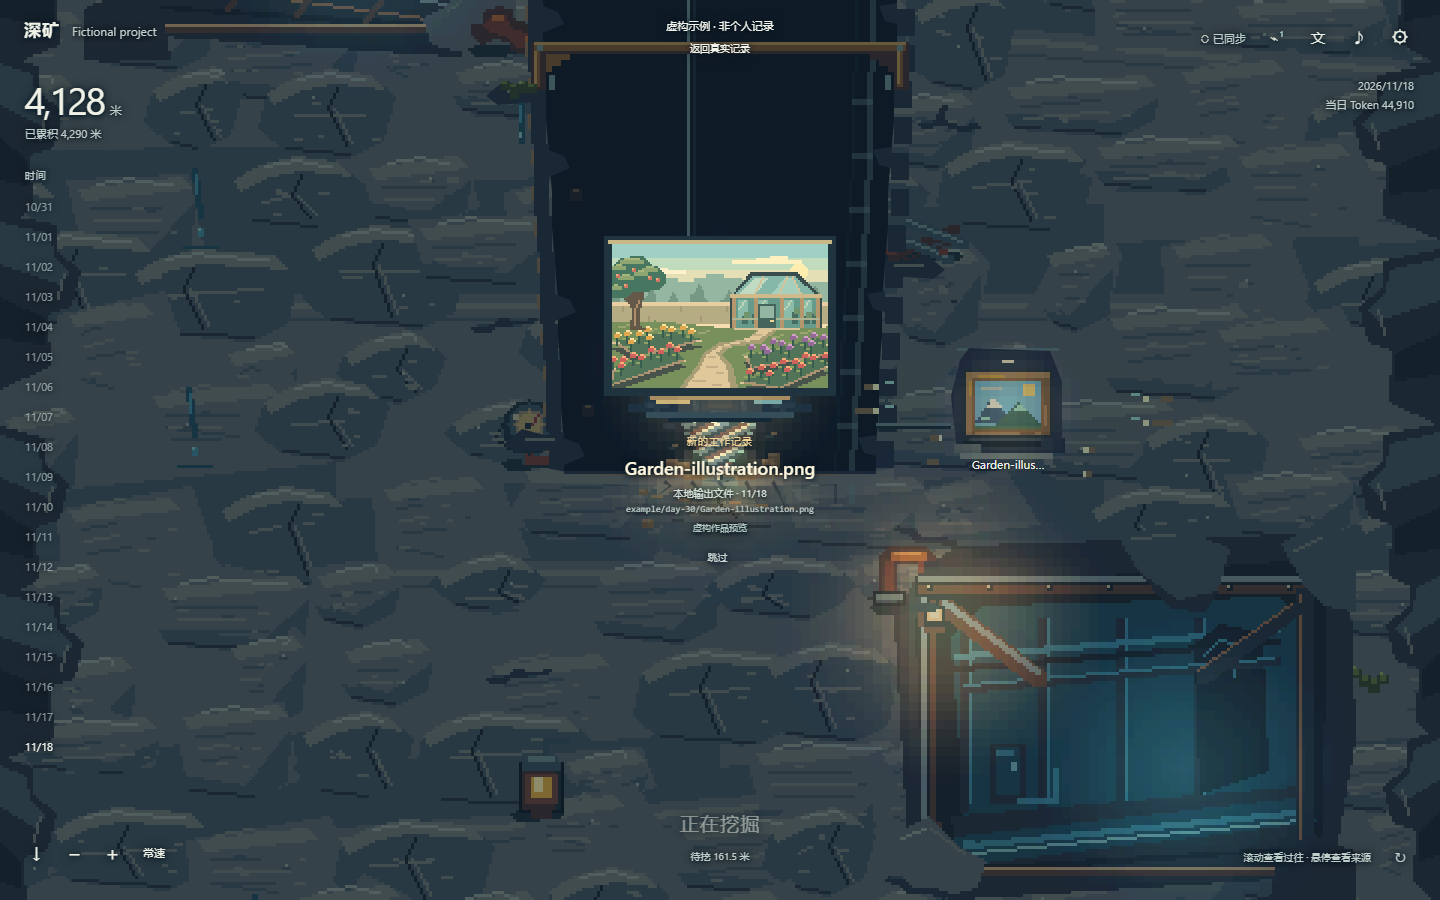 深矿 Fictional project
虚构示例 · 非个人记录
返回真实记录
已同步
1
文
4,128 米
已累积 4,290 米
2026/11/18
当日 Token 44,910
时间
10/31
11/01
11/02
11/03
11/04
11/05
11/06
11/07
11/08
11/09
11/10
11/11
11/12
11/13
11/14
11/15
11/16
11/17
11/18
新的工作记录
Garden-illustration.png
本地输出文件 · 11/18
example/day-30/Garden-illustration.png
虚构作品预览
跳过
Garden-illus...
正在挖掘
待挖 161.5 米
常速
滚动查看过往 · 悬停查看来源